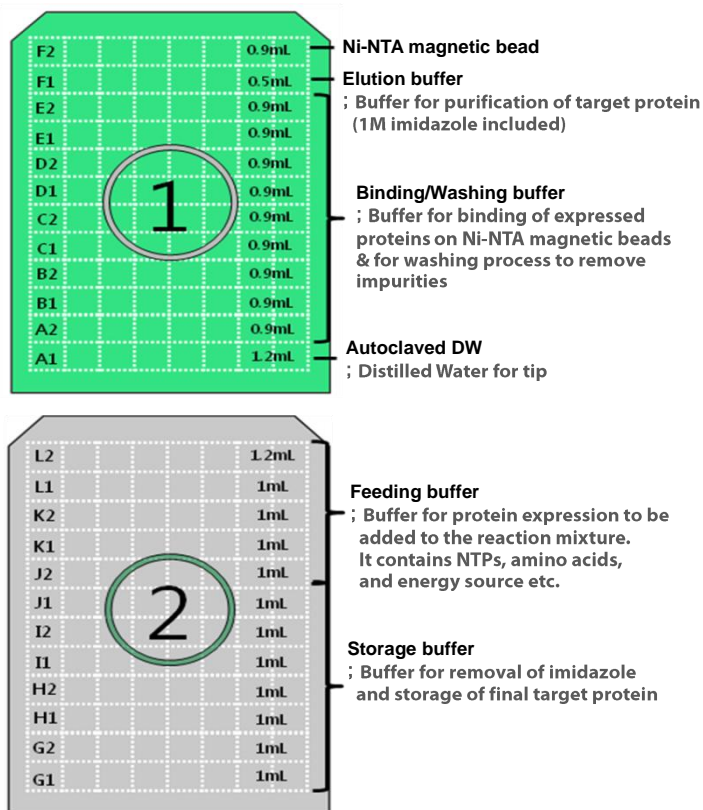 F2 0.9mL
F1 0.5mL
E2 0.9mL
E1 0.9mL
D2 0.9mL
D1 0.9mL
C2 0.9mL
C1 0.9mL
B2 0.9mL
B1 0.9mL
A2 0.9mL
A1 1.2mL
1
Ni-NTA magnetic bead
Elution buffer
; Buffer for purification of target protein
(1M imidazole included)
Binding/Washing buffer
; Buffer for binding of expressed
proteins on Ni-NTA magnetic beads
& for washing process to remove
impurities
Autoclaved DW
; Distilled Water for tip
L2 1.2mL
L1 1mL
K2 1mL
K1 1mL
J2 1mL
J1 1mL
I2 1mL
I1 1mL
H2 1mL
H1 1mL
G2 1mL
G1 1mL
2
Feeding buffer
; Buffer for protein expression to be
added to the reaction mixture.
It contains NTPs, amino acids,
and energy source etc.
Storage buffer
; Buffer for removal of imidazole
and storage of final target protein